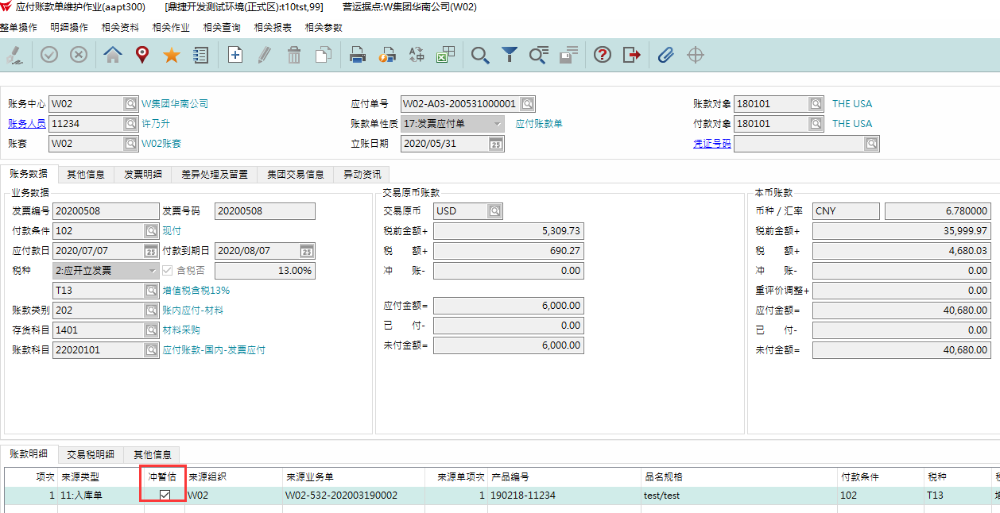 应付账款单维护作业(aapt300) [鼎捷开发测试环境(正式区):t10tst,99] 营运据点:W集团华南公司(W02)
整单操作 明细操作 相关资料 相关作业 相关查询 相关报表 相关参数
账务中心 W02 W集团华南公司 应付单号 W02-A03-200531000001 账款对象 180101 THE USA
账务人员 11234 许乃升 账款单性质 17:发票应付单 应付账款单 付款对象 180101 THE USA
账套 W02 W02账套 立账日期 2020/05/31 25 凭证号码
账务数据 其他信息 发票明细 差异处理及留置 集团交易信息 异动资讯
业务数据 交易原币账款 本币账款
发票编号 20200508 发票号码 20200508 交易原币 USD 币种 / 汇率 CNY 6.780000
付款条件 102 现付 税前金额+ 5,309.73 税前金额+ 35,999.97
应付款日 2020/07/07 25 付款到期日 2020/08/07 25 税 额+ 690.27 税 额+ 4,680.03
税种 2:应开立发票 含税否 13.00% 冲 账- 0.00 冲 账- 0.00
T13 增值税含税13% 重评价调整+ 0.00
账款类别 202 账内应付-材料 应付金额= 6,000.00 应付金额= 40,680.00
存货科目 1401 材料采购 已 付- 0.00 已 付- 0.00
账款科目 22020101 应付账款-国内-发票应付 未付金额= 6,000.00 未付金额= 40,680.00
账款明细 交易税明细 其他信息
项次 来源类型 冲暂估 来源组织 来源业务单 来源单项次 产品编号 品名规格 付款条件 税种
1 11:入库单 W02 W02-532-202003190002 1 190218-11234 test/test 102 T13